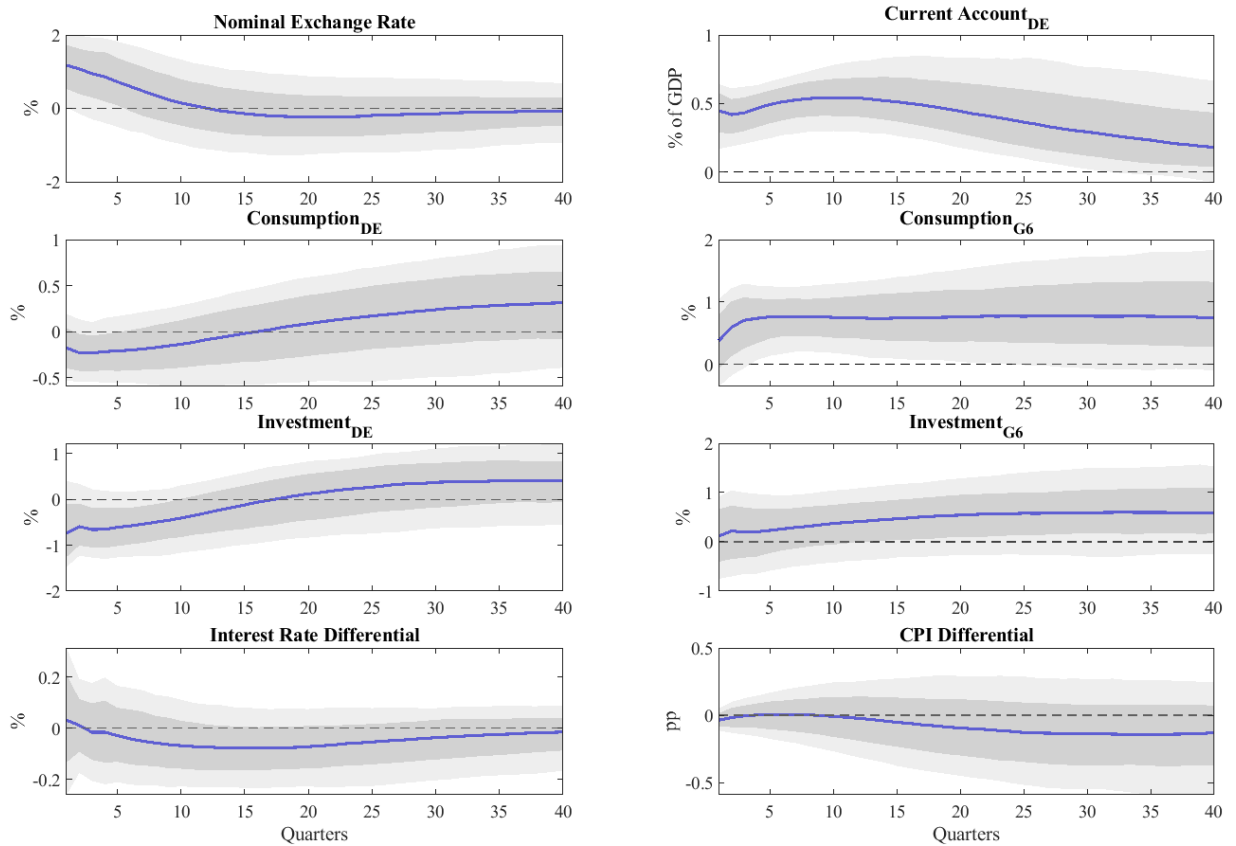 Nominal Exchange Rate
2
0
-2
%
5 10 15 20 25 30 35 40
Current Account_DE
1
0.5
0
% of GDP
5 10 15 20 25 30 35 40
Consumption_DE
1
0.5
0
-0.5
%
5 10 15 20 25 30 35 40
Consumption_G6
2
1
0
%
5 10 15 20 25 30 35 40
Investment_DE
1
0
-1
-2
%
5 10 15 20 25 30 35 40
Investment_G6
2
1
0
-1
%
5 10 15 20 25 30 35 40
Interest Rate Differential
0.2
0
-0.2
%
5 10 15 20 25 30 35 40
Quarters
CPI Differential
0.5
0
-0.5
pp
5 10 15 20 25 30 35 40
Quarters